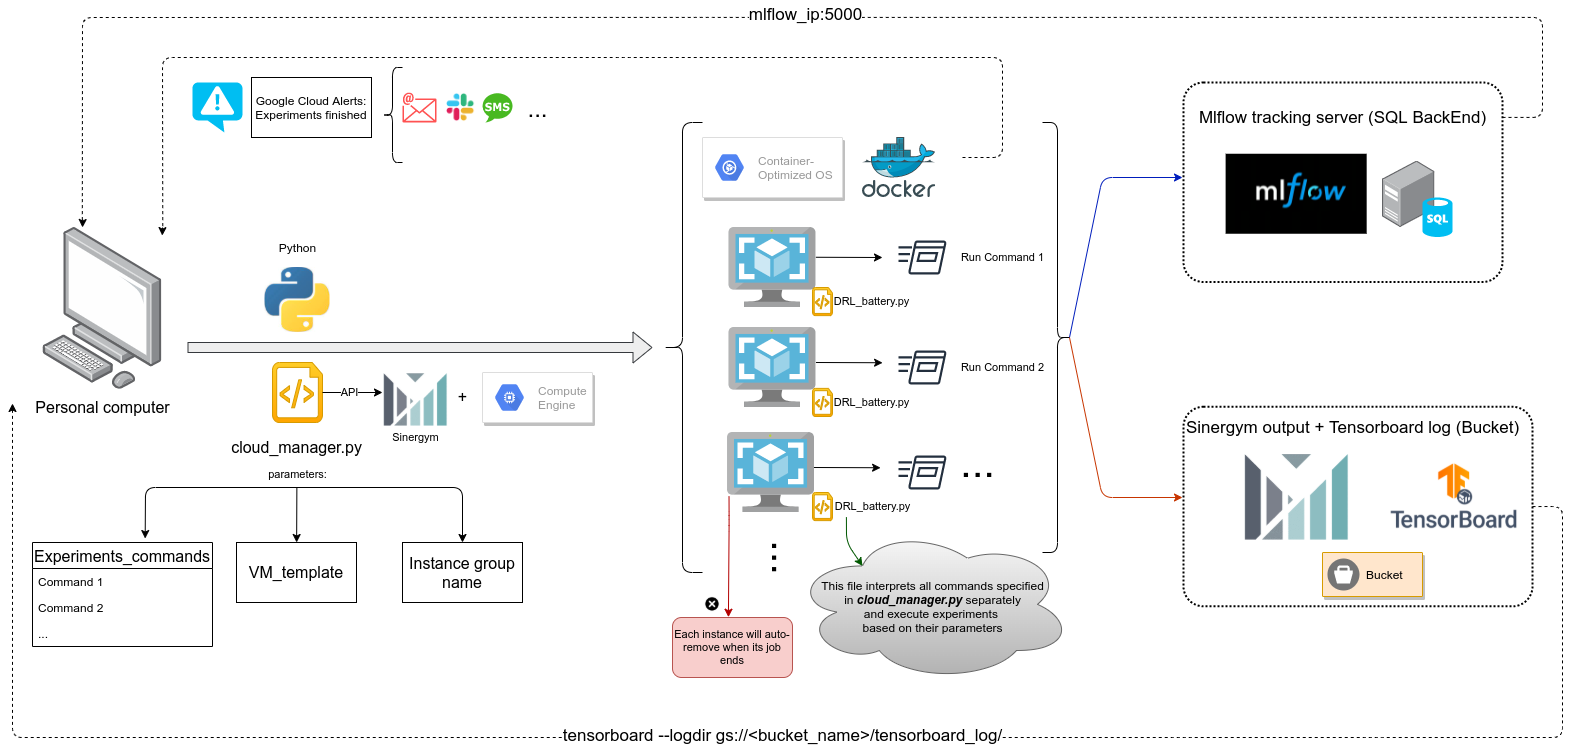 mlflow_ip:5000
Google Cloud Alerts:
Experiments finished
@
SMS
...
Container-
Optimized OS
docker
Mlflow tracking server (SQL BackEnd)
mlflow
SQL
Python
Run Command 1
DRL_battery.py
Run Command 2
DRL_battery.py
...
DRL_battery.py
Personal computer
API
Sinergym
+
Compute
Engine
cloud_manager.py
parameters:
Experiments_commands
Command 1
Command 2
...
VM_template
Instance group
name
Each instance will auto-
remove when its job
ends
This file interprets all commands specified
in cloud_manager.py separately
and execute experiments
based on their parameters
Sinergym output + Tensorboard log (Bucket)
TensorBoard
Bucket
tensorboard --logdir gs://<bucket_name>/tensorboard_log/